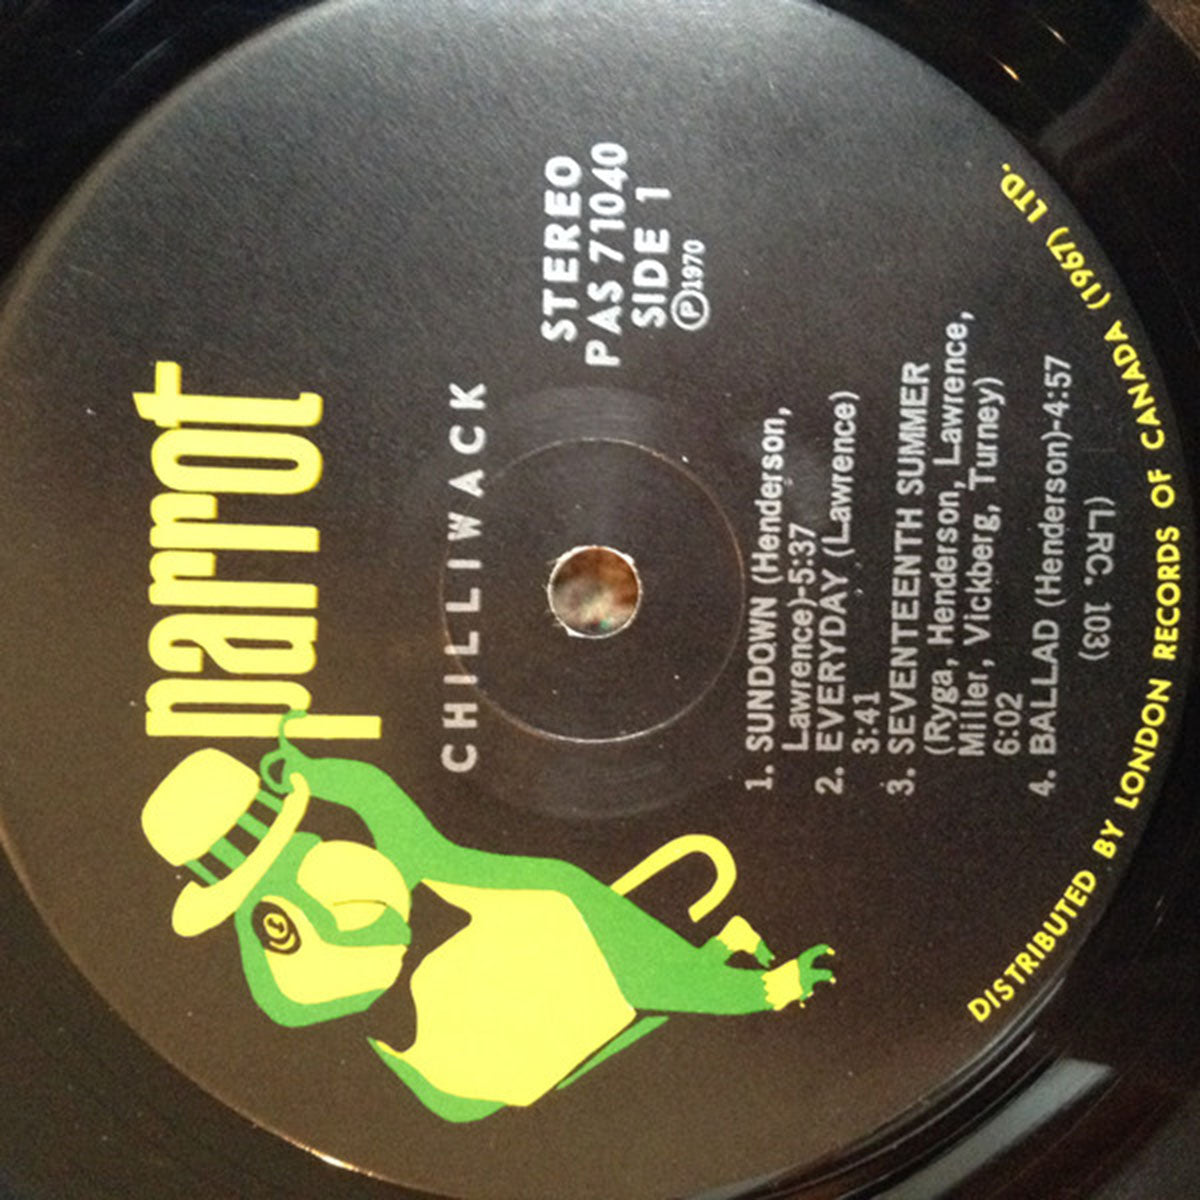 parrot
CHILLIWACK
STEREO
PAS 71040
SIDE 1
Ⓟ1970
1. SUNDOWN (Henderson,
Lawrence)-5:37
2. EVERYDAY (Lawrence)
3:41
3. SEVENTEENTH SUMMER
(Ryga, Henderson, Lawrence,
Miller, Vickberg, Turney)
6:02
4. BALLAD (Henderson)-4:57
(LRC. 103)
DISTRIBUTED BY LONDON RECORDS OF CANADA (1967) LTD.